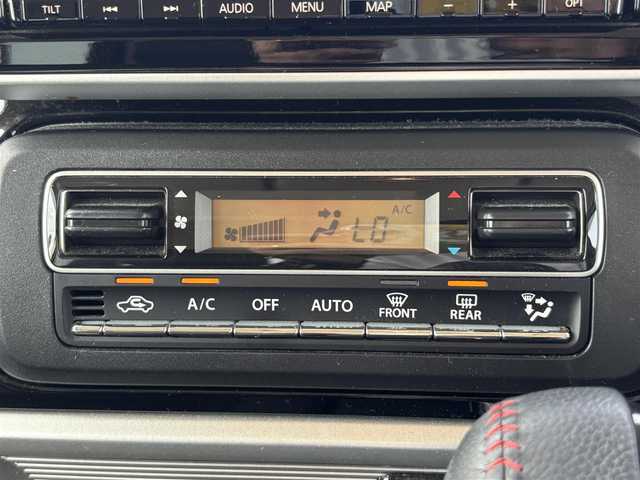 TILT AUDIO MENU MAP - + OPT
A/C
LO
A/C OFF AUTO FRONT REAR